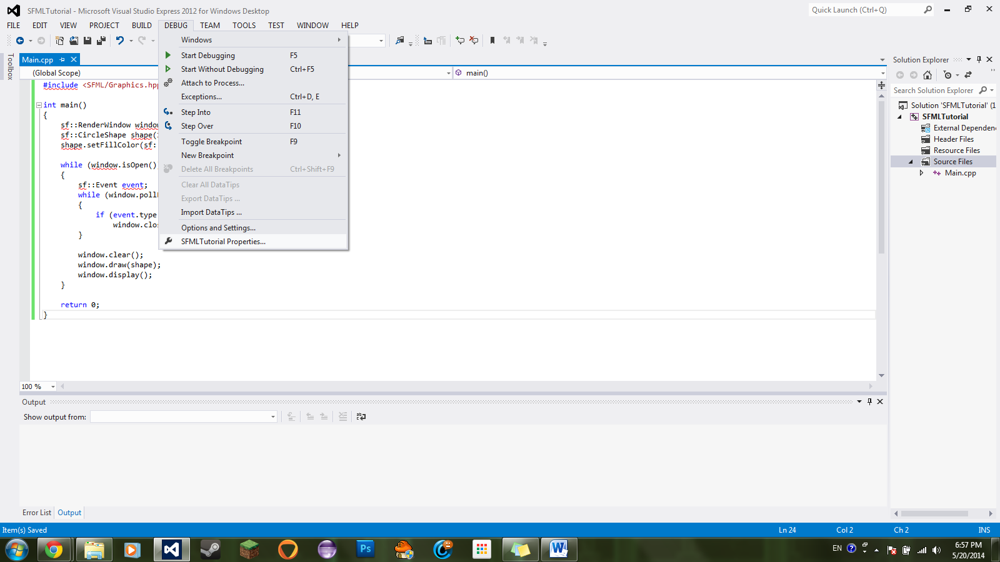 SFMLTutorial - Microsoft Visual Studio Express 2012 for Windows Desktop
Quick Launch (Ctrl+Q)
FILE EDIT VIEW PROJECT BUILD DEBUG TEAM TOOLS TEST WINDOW HELP
Windows
Start Debugging F5
Start Without Debugging Ctrl+F5
Attach to Process...
Exceptions... Ctrl+D, E
Step Into F11
Step Over F10
Toggle Breakpoint F9
New Breakpoint
Delete All Breakpoints Ctrl+Shift+F9
Clear All DataTips
Export DataTips ...
Import DataTips ...
Options and Settings...
SFMLTutorial Properties...
Toolbox
Main.cpp
(Global Scope)
main()
#include <SFML/Graphics.hpp
int main()
{
sf::RenderWindow window
sf::CircleShape shape(
shape.setFillColor(sf:
while (window.isOpen()
{
sf::Event event;
while (window.poll
{
if (event.type
window.clos
}
window.clear();
window.draw(shape);
window.display();
}
return 0;
}
100 %
Solution Explorer
Search Solution Explorer
Solution 'SFMLTutorial' (1
SFMLTutorial
External Dependen
Header Files
Resource Files
Source Files
Main.cpp
Output
Show output from:
Error List Output
Item(s) Saved
Ln 24 Col 2 Ch 2 INS
Ps
W
EN
6:57 PM
5/20/2014